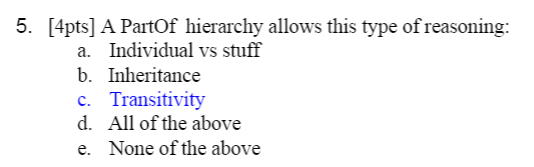 5. [4pts] A PartOf hierarchy allows this type of reasoning:
a. Individual vs stuff
b. Inheritance
c. Transitivity
d. All of the above
e. None of the above